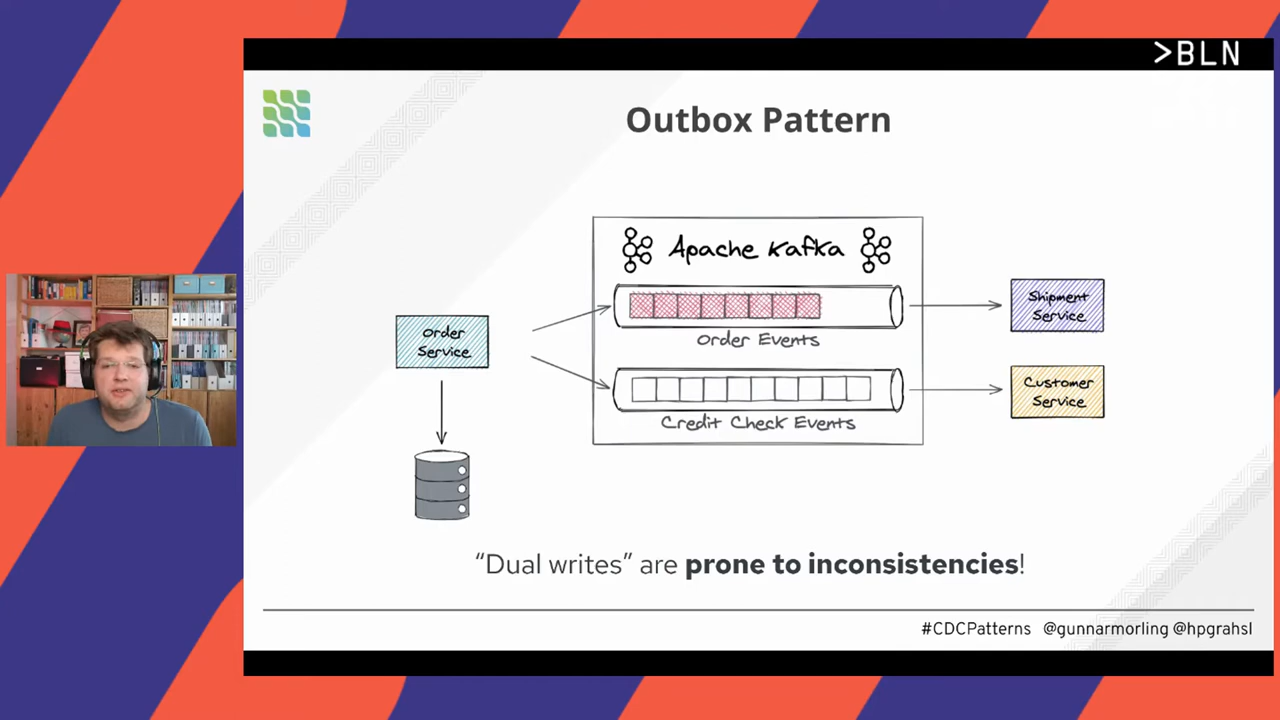 >BLN
Outbox Pattern
Apache Kafka
Order
Service
Order Events
Credit Check Events
Shipment
Service
Customer
Service
“Dual writes” are prone to inconsistencies!
#CDCPatterns @gunnarmorling @hpgrahsl